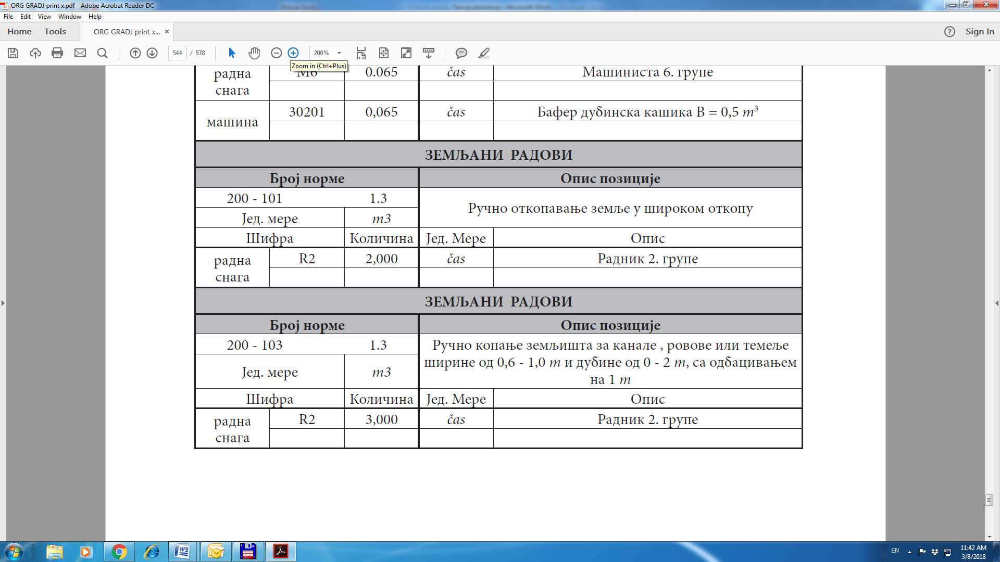 ORG GRADJ print x.pdf - Adobe Acrobat Reader DC
File Edit View Window Help
Home Tools ORG GRADJ print x... × Sign In
544 / 578 200%
Zoom in (Ctrl+Plus)
радна снага M6 0.065 čas Машиниста 6. групе
машина 30201 0,065 čas Бафер дубинска кашика B = 0,5 m³
ЗЕМЉАНИ РАДОВИ
Број норме Опис позиције
200 - 101 1.3 Ручно откопавање земље у широком откопу
Јед. мере m3
Шифра Количина Јед. Мере Опис
радна снага R2 2,000 čas Радник 2. групе
ЗЕМЉАНИ РАДОВИ
Број норме Опис позиције
200 - 103 1.3 Ручно копање земљишта за канале , ровове или темеље
ширине од 0,6 - 1,0 m и дубине од 0 - 2 m, са одбацивањем
на 1 m
Јед. мере m3
Шифра Количина Јед. Мере Опис
радна снага R2 3,000 čas Радник 2. групе
EN 11:42 AM
3/8/2018